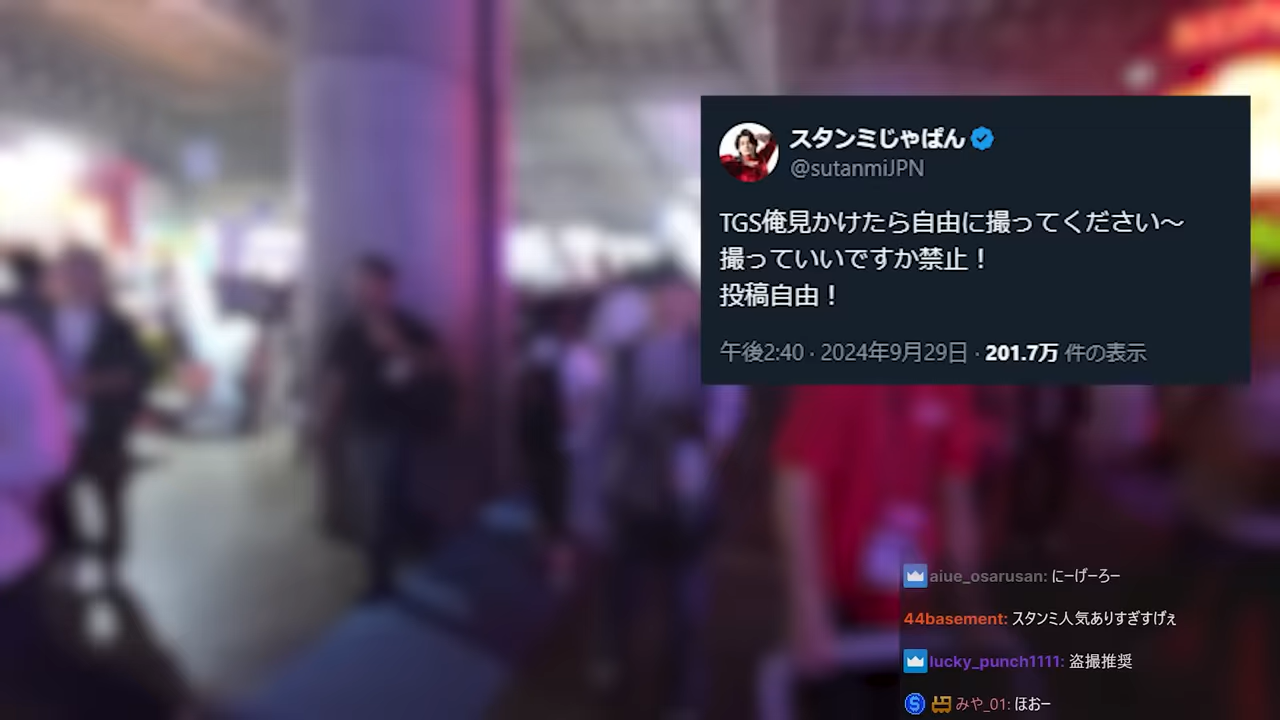 スタンミじゃぱん
@sutanmiJPN
TGS俺見かけたら自由に撮ってください〜
撮っていいですか禁止！
投稿自由！
午後2:40 · 2024年9月29日 · 201.7万 件の表示
aiue_osarusan: にーげーろー
44basement: スタンミ人気ありすぎすげぇ
lucky_punch1111: 盗撮推奨
みや_01: ほおー